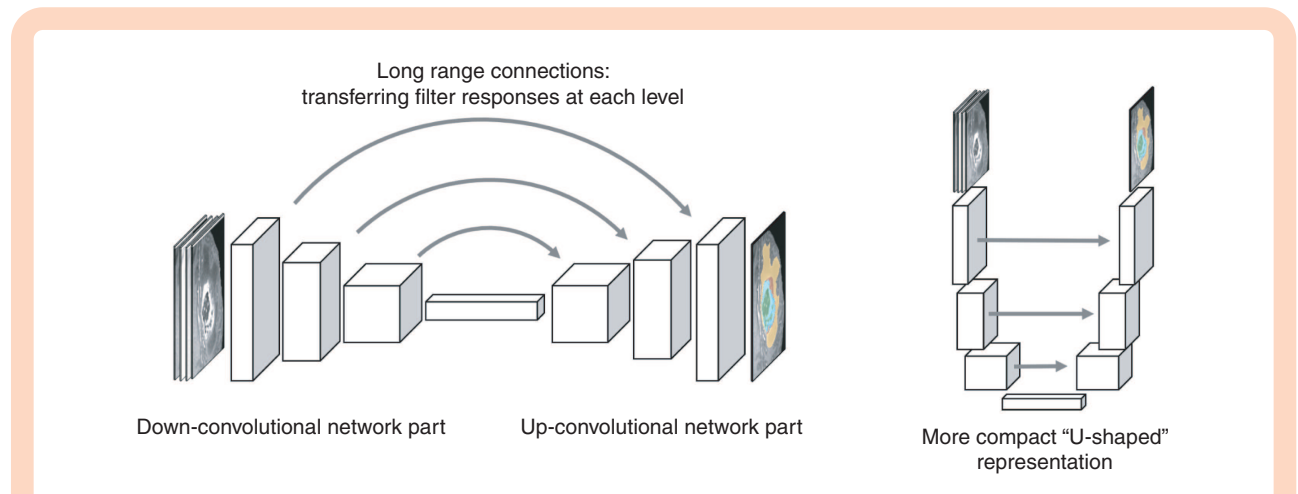 Long range connections:
transferring filter responses at each level
Down-convolutional network part
Up-convolutional network part
More compact “U-shaped”
representation